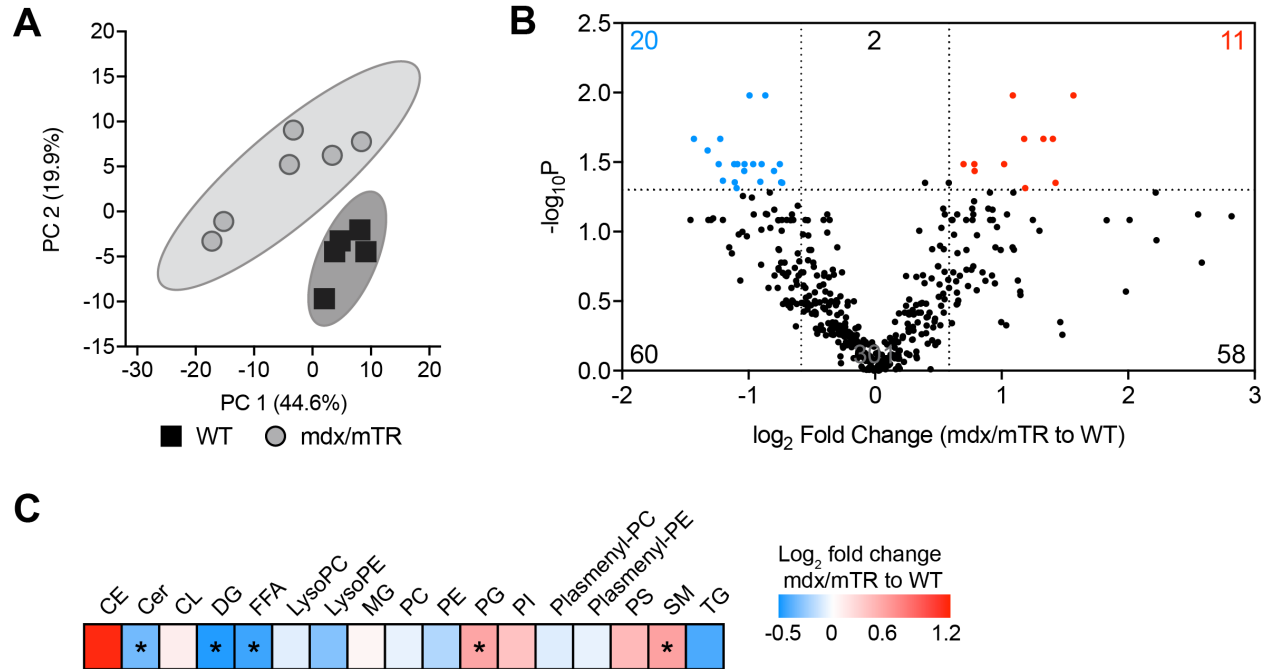 A
20
15
10
5
0
-5
-10
-15
PC 2 (19.9%)
-30
-20
-10
0
10
20
PC 1 (44.6%)
WT
mdx/mTR
B
2.5
2.0
1.5
1.0
0.5
0.0
-log10P
20
2
11
60
301
58
-2
-1
0
1
2
3
log2 Fold Change (mdx/mTR to WT)
C
CE
Cer
CL
DG
FFA
LysoPC
LysoPE
MG
PC
PE
PG
PI
Plasmenyl-PC
Plasmenyl-PE
PS
SM
TG
* * * * *
Log2 fold change
mdx/mTR to WT
-0.5 0 0.6 1.2